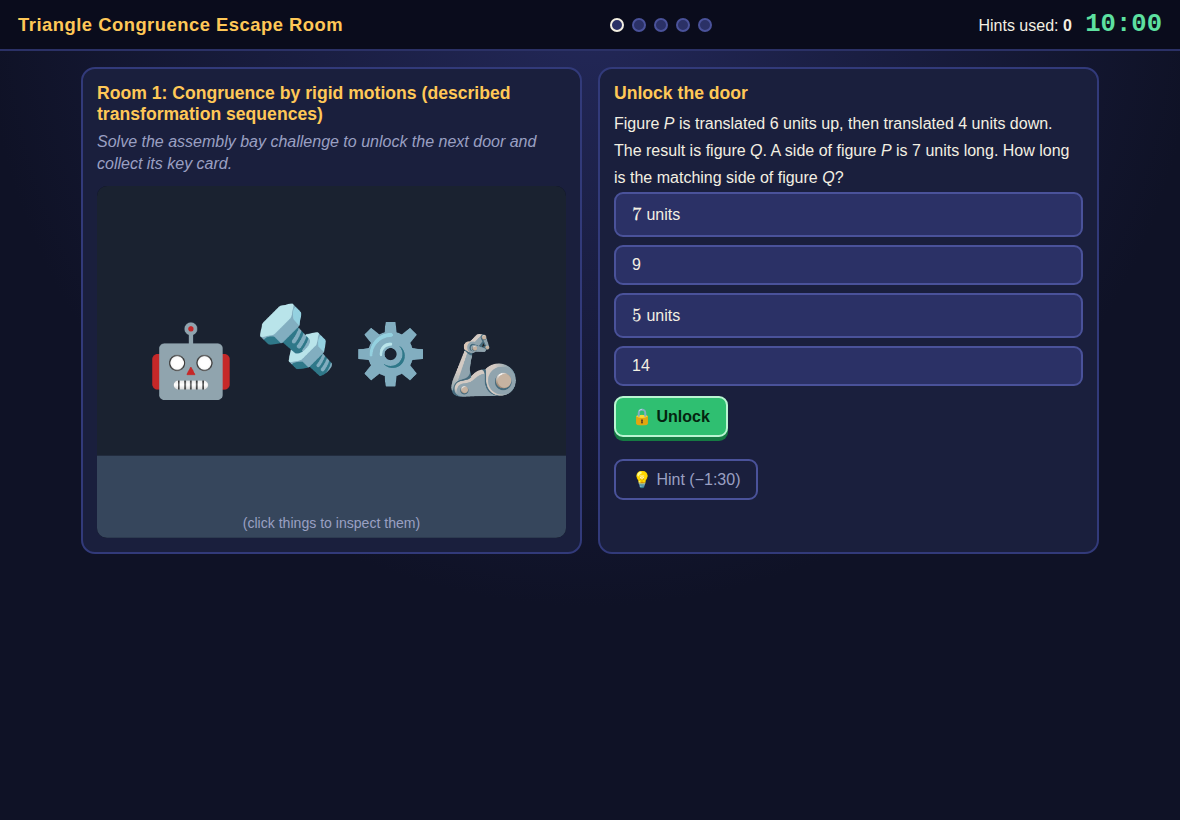 Triangle Congruence Escape Room
Hints used: 0 10:00
Room 1: Congruence by rigid motions (described
transformation sequences)
Solve the assembly bay challenge to unlock the next door and
collect its key card.
(click things to inspect them)
Unlock the door
Figure P is translated 6 units up, then translated 4 units down.
The result is figure Q. A side of figure P is 7 units long. How long
is the matching side of figure Q?
7 units
9
5 units
14
🔒 Unlock
💡 Hint (−1:30)